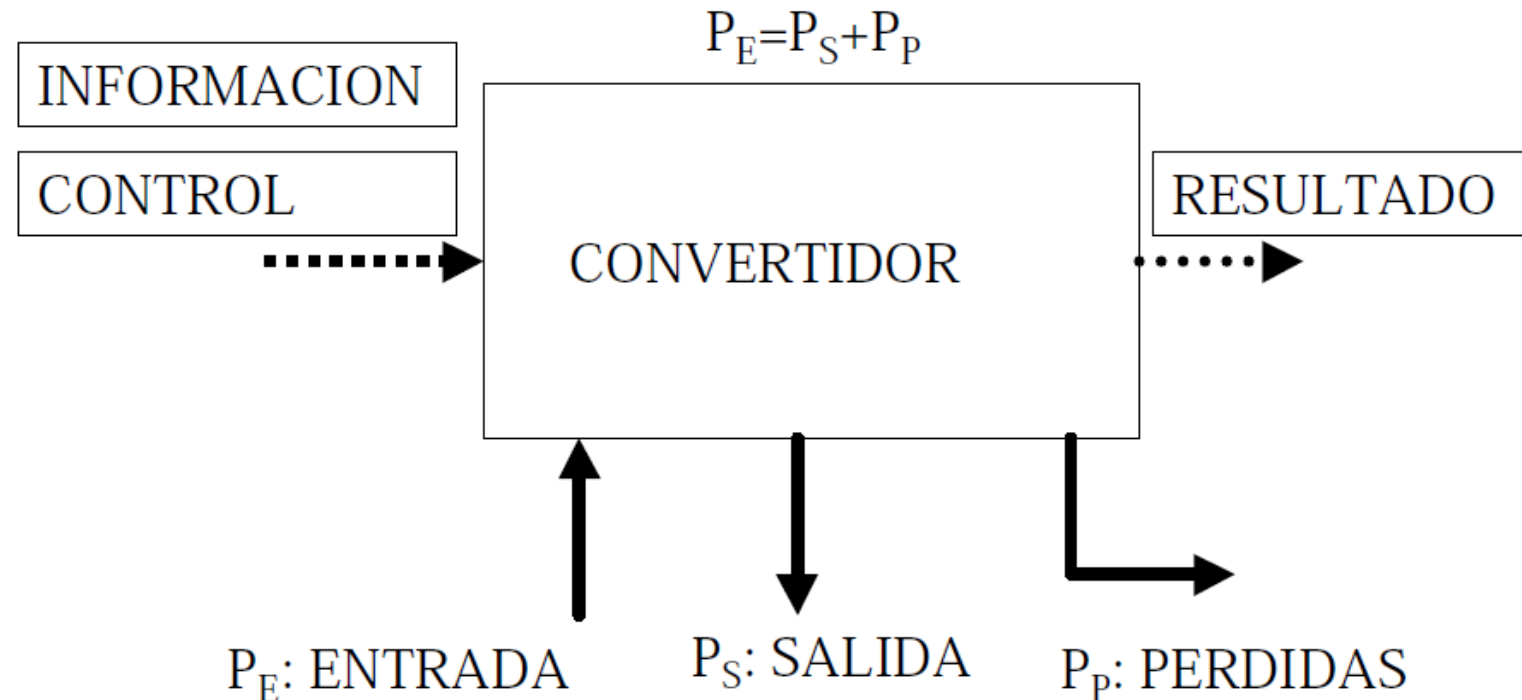 P_E=P_S+P_P
INFORMACION
CONTROL
RESULTADO
CONVERTIDOR
P_E: ENTRADA
P_S: SALIDA
P_P: PERDIDAS